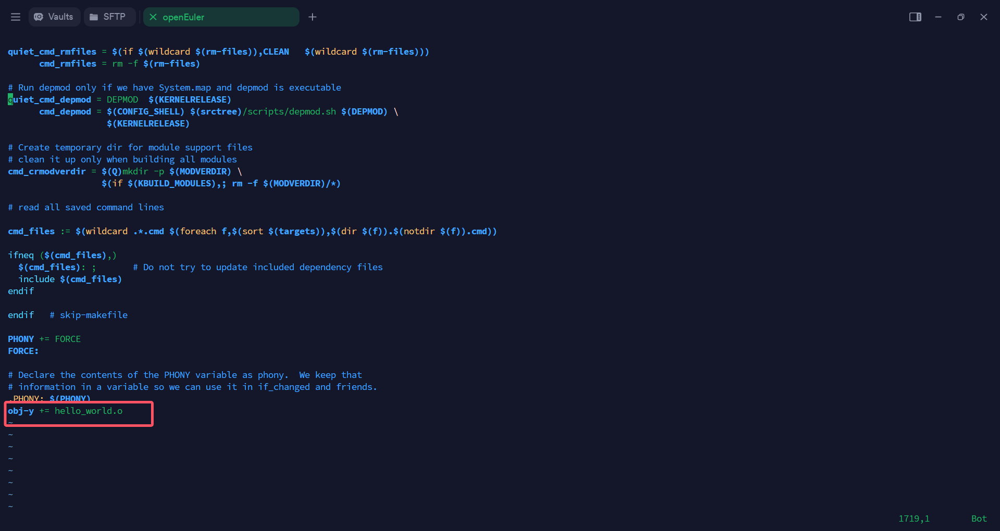 Vaults SFTP openEuler
quiet_cmd_rmfiles = $(if $(wildcard $(rm-files)),CLEAN   $(wildcard $(rm-files)))
      cmd_rmfiles = rm -f $(rm-files)
# Run depmod only if we have System.map and depmod is executable
quiet_cmd_depmod = DEPMOD  $(KERNELRELEASE)
      cmd_depmod = $(CONFIG_SHELL) $(srctree)/scripts/depmod.sh $(DEPMOD) \
                   $(KERNELRELEASE)
# Create temporary dir for module support files
# clean it up only when building all modules
cmd_crmodverdir = $(Q)mkdir -p $(MODVERDIR) \
                  $(if $(KBUILD_MODULES),; rm -f $(MODVERDIR)/*)
# read all saved command lines
cmd_files := $(wildcard .*.cmd $(foreach f,$(sort $(targets)),$(dir $(f)).$(notdir $(f)).cmd))
ifneq ($(cmd_files),)
  $(cmd_files): ;       # Do not try to update included dependency files
  include $(cmd_files)
endif
endif   # skip-makefile
PHONY += FORCE
FORCE:
# Declare the contents of the PHONY variable as phony.  We keep that
# information in a variable so we can use it in if_changed and friends.
.PHONY: $(PHONY)
obj-y += hello_world.o
~
~
~
~
~
~
~
~
1719,1        Bot